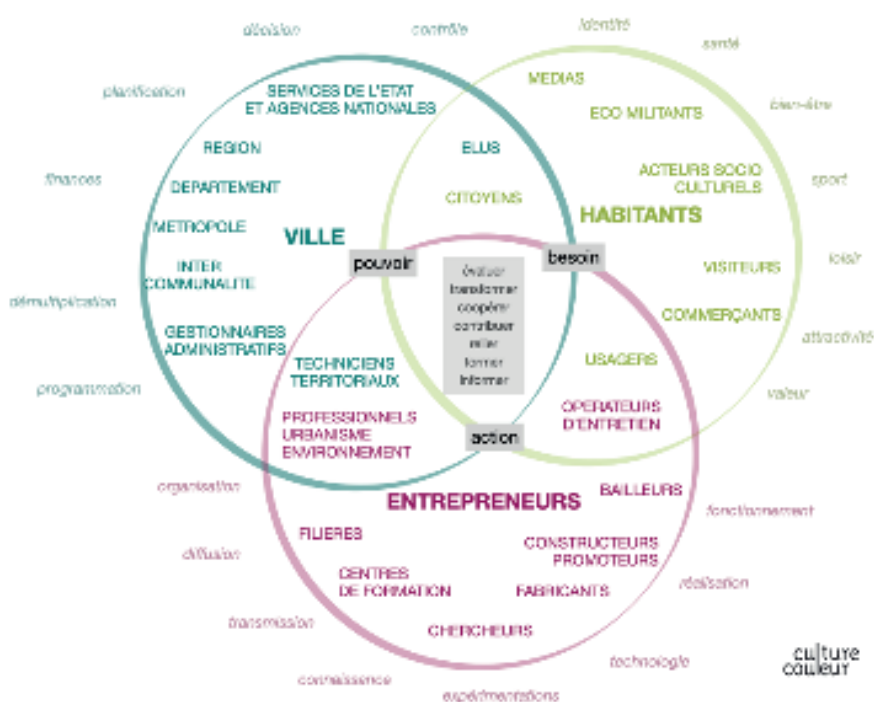 décision
contrôle
identité
santé
planification
bien-être
finances
sport
démultiplication
loisir
programmation
attractivité
valeur
organisation
fonctionnement
diffusion
réalisation
transmission
technologie
connaissance
expérimentations
SERVICES DE L'ETAT
ET AGENCES NATIONALES
REGION
DEPARTEMENT
METROPOLE
VILLE
INTER
COMMUNALITE
GESTIONNAIRES
ADMINISTRATIFS
TECHNICIENS
TERRITORIAUX
PROFESSIONNELS
URBANISME
ENVIRONNEMENT
ELUS
CITOYENS
MEDIAS
ECO MILITANTS
ACTEURS SOCIO
CULTURELS
HABITANTS
VISITEURS
COMMERÇANTS
USAGERS
OPERATEURS
D'ENTRETIEN
pouvoir
besoin
évaluer
transformer
coopérer
contribuer
relier
former
informer
action
ENTREPRENEURS
BAILLEURS
FILIERES
CONSTRUCTEURS
PROMOTEURS
CENTRES
DE FORMATION
FABRICANTS
CHERCHEURS
culture
couleur